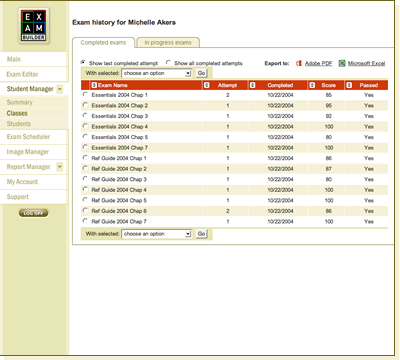 EXAM
BUILDER
Exam history for Michelle Akers
Completed exams
In progress exams
Main
Exam Editor
Student Manager
Summary
Classes
Students
Exam Scheduler
Image Manager
Report Manager
My Account
Support
LOG OFF
Show last completed attempt Show all completed attempts Export to: Adobe PDF Microsoft Excel
With selected: choose an option Go
Exam Name Attempt Completed Score Passed
Essentials 2004 Chap 1 2 10/22/2004 85 Yes
Essentials 2004 Chap 2 1 10/22/2004 95 Yes
Essentials 2004 Chap 3 1 10/22/2004 92 Yes
Essentials 2004 Chap 4 1 10/22/2004 100 Yes
Essentials 2004 Chap 5 1 10/22/2004 80 Yes
Essentials 2004 Chap 7 1 10/22/2004 100 Yes
Ref Guide 2004 Chap 1 1 10/22/2004 86 Yes
Ref Guide 2004 Chap 2 1 10/22/2004 87 Yes
Ref Guide 2004 Chap 3 1 10/22/2004 80 Yes
Ref Guide 2004 Chap 4 1 10/22/2004 100 Yes
Ref Guide 2004 Chap 5 1 10/22/2004 100 Yes
Ref Guide 2004 Chap 6 2 10/22/2004 86 Yes
Ref Guide 2004 Chap 7 1 10/22/2004 100 Yes
With selected: choose an option Go